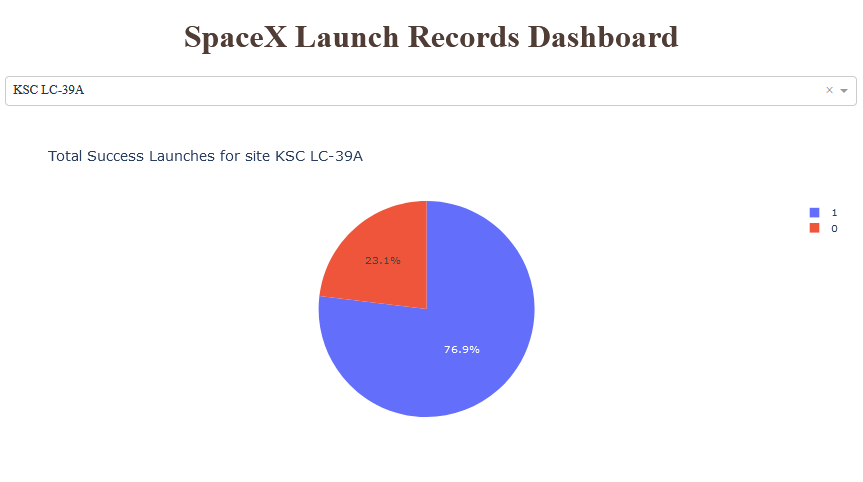 SpaceX Launch Records Dashboard
KSC LC-39A
×
Total Success Launches for site KSC LC-39A
1
0
23.1%
76.9%